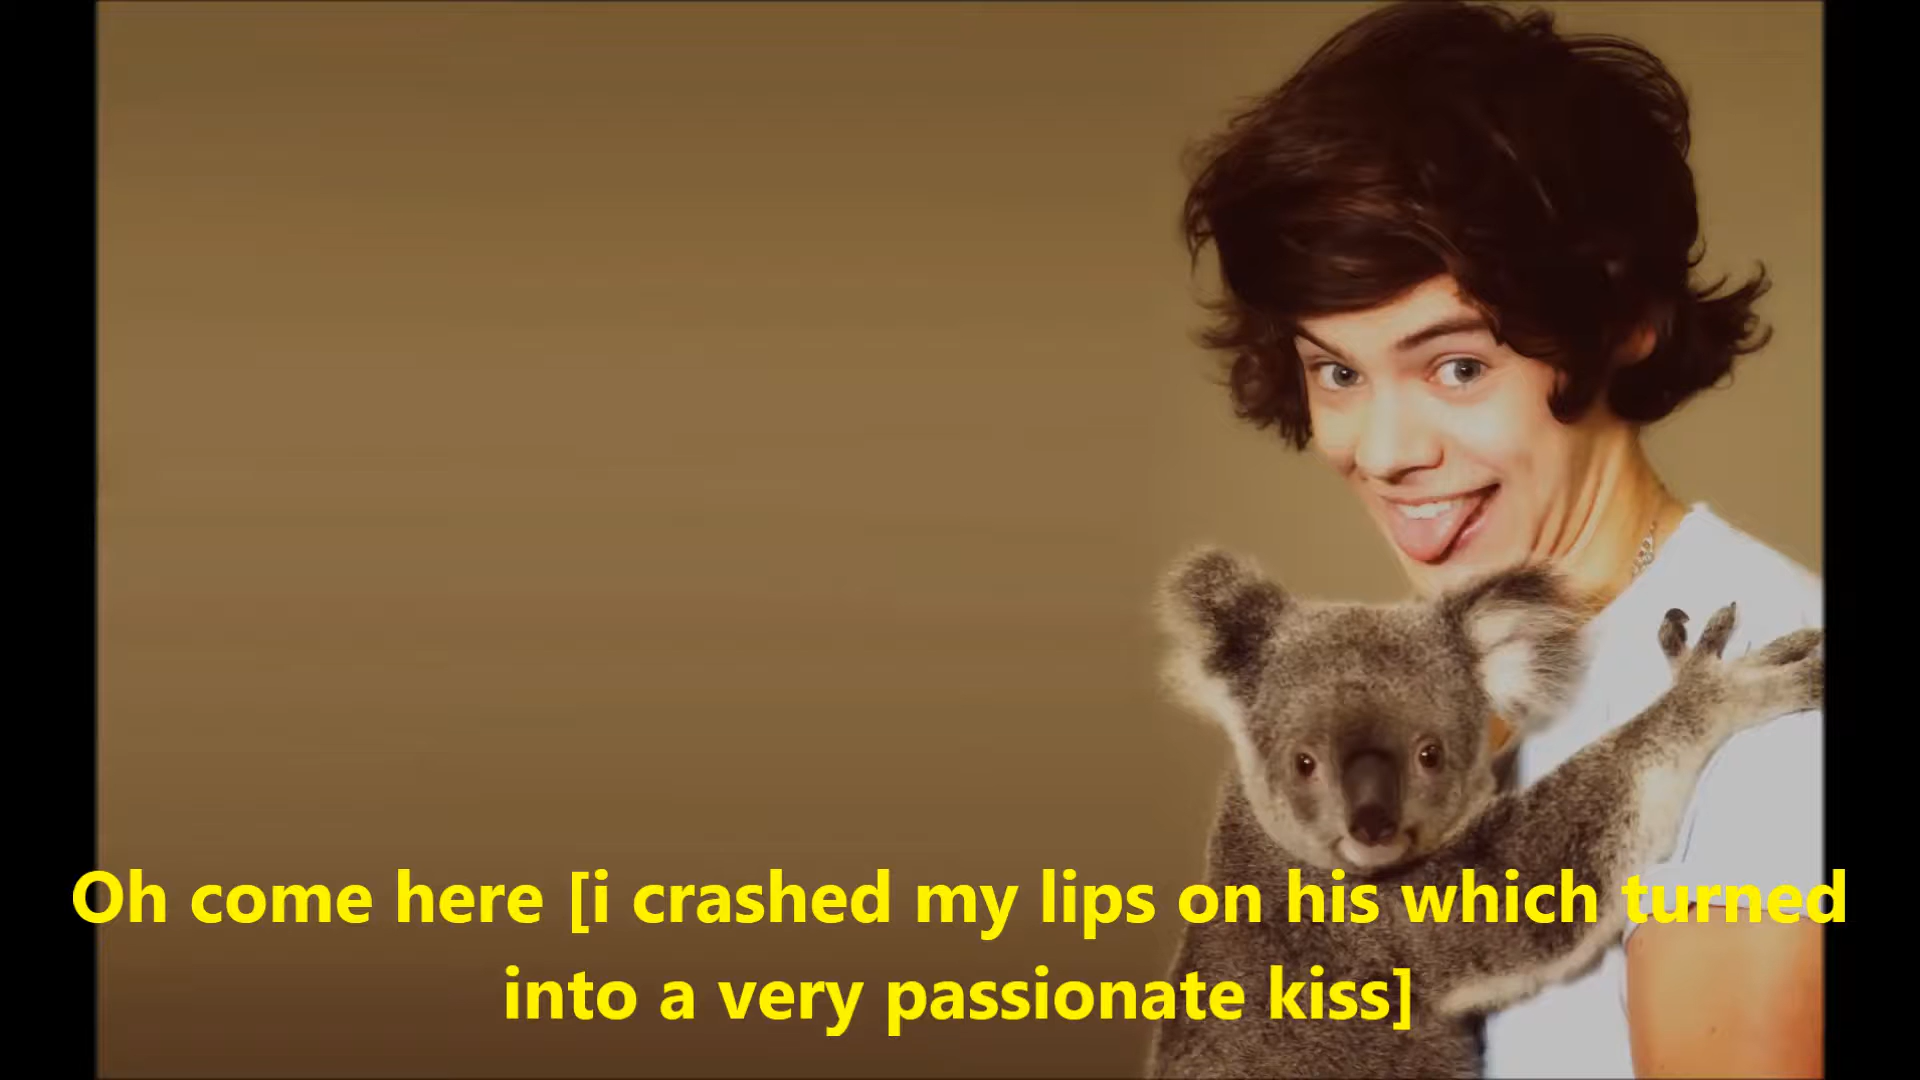 Oh come here [i crashed my lips on his which turned
into a very passionate kiss]